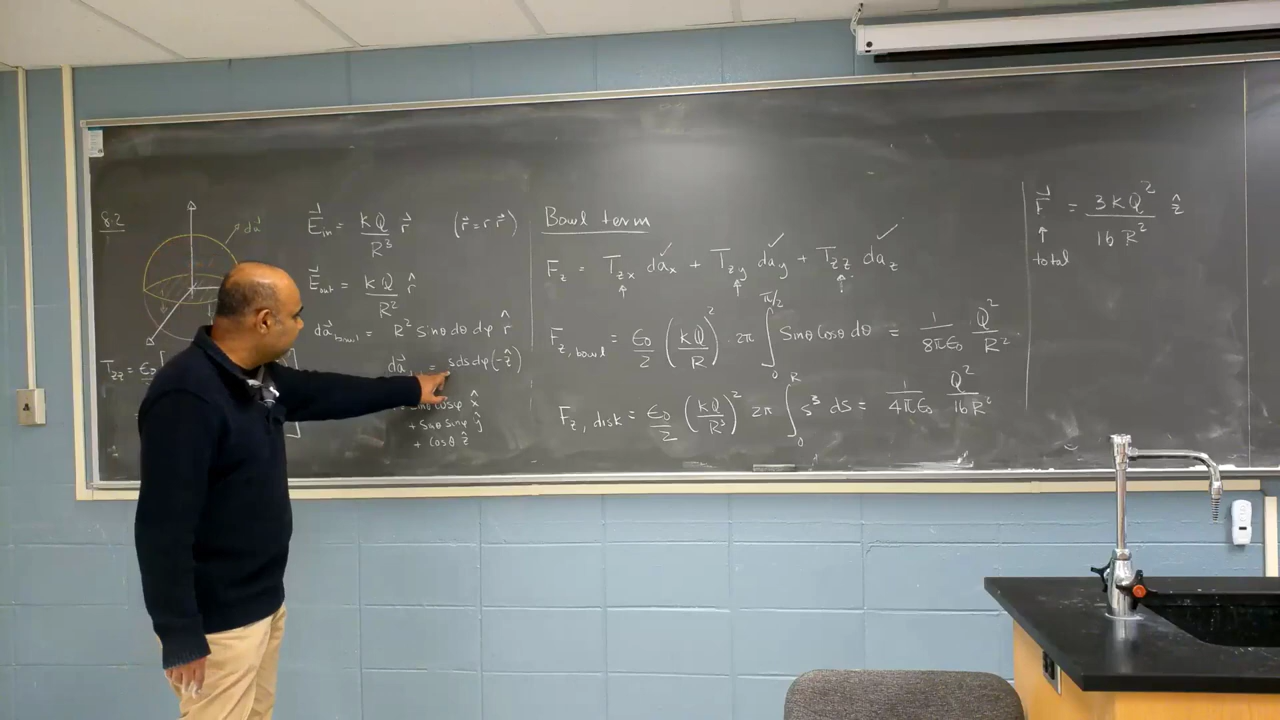 8.2
da⃗
E⃗in = kQ/R³ r⃗ (r⃗ = r r̂)
E⃗out = kQ/R² r̂
da⃗bowl = R² sinθ dθ dφ r̂
Tzz = ε0/2 [ ]
da⃗ = s ds dφ (-ẑ)
sinθ cosφ x̂
+ sinθ sinφ ŷ
+ cosθ ẑ
Bowl term
Fz = Tzx dax + Tzy day + Tzz daz
Fz, bowl = ε0/2 (kQ/R)² · 2π ∫0^π/2 sinθ cosθ dθ = 1/8πε0 Q²/R²
Fz, disk = ε0/2 (kQ/R³)² 2π ∫0^R s³ ds = 1/4πε0 Q²/16R²
F⃗ = 3kQ²/16R² ẑ
total